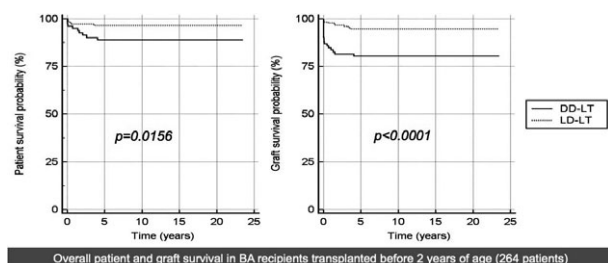 Patient survival probability (%)
100
75
50
25
0
p=0.0156
0 5 10 15 20 25
Time (years)
Graft survival probability (%)
100
75
50
25
0
p<0.0001
0 5 10 15 20 25
Time (years)
DD-LT
LD-LT
Overall patient and graft survival in BA recipients transplanted before 2 years of age (264 patients)